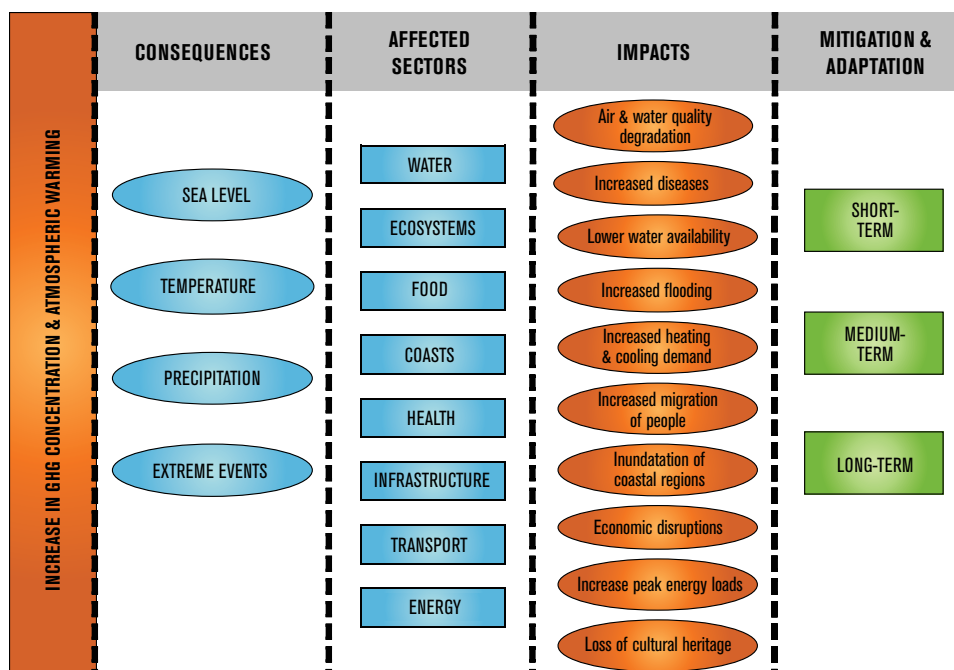 INCREASE IN GHG CONCENTRATION & ATMOSPHERIC WARMING
CONSEQUENCES
SEA LEVEL
TEMPERATURE
PRECIPITATION
EXTREME EVENTS
AFFECTED
SECTORS
WATER
ECOSYSTEMS
FOOD
COASTS
HEALTH
INFRASTRUCTURE
TRANSPORT
ENERGY
IMPACTS
Air & water quality
degradation
Increased diseases
Lower water availability
Increased flooding
Increased heating
& cooling demand
Increased migration
of people
Inundatation of
coastal regions
Economic disruptions
Increase peak energy loads
Loss of cultural heritage
MITIGATION &
ADAPTATION
SHORT-
TERM
MEDIUM-
TERM
LONG-TERM